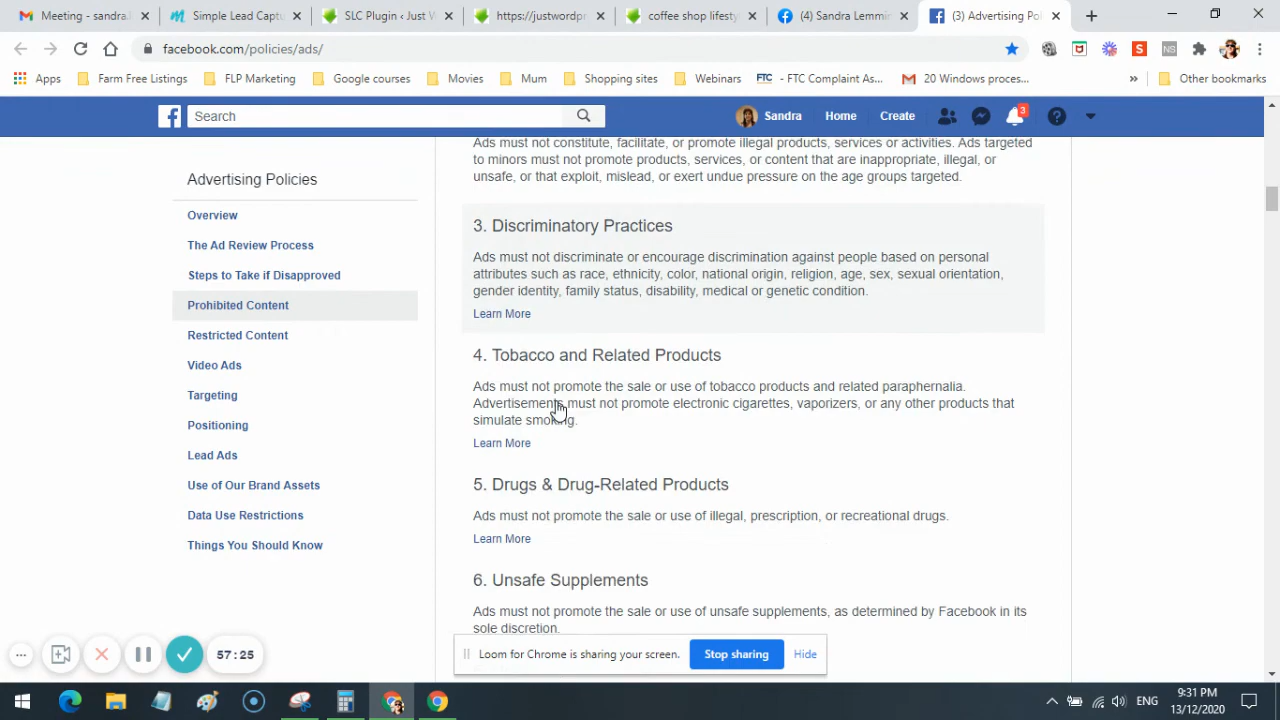 Meeting - sandra.l
Simple Lead Captu
SLC Plugin ‹ Just W
https://justwordpr
coffee shop lifesty
(4) Sandra Lemmin
(3) Advertising Pol
facebook.com/policies/ads/
S
NS
Apps
Farm Free Listings
FLP Marketing
Google courses
Movies
Mum
Shopping sites
Webinars
FTC - FTC Complaint As...
20 Windows proces...
»
Other bookmarks
Search
Sandra
Home
Create
3
Ads must not constitute, facilitate, or promote illegal products, services or activities. Ads targeted
to minors must not promote products, services, or content that are inappropriate, illegal, or
unsafe, or that exploit, mislead, or exert undue pressure on the age groups targeted.
Advertising Policies
Overview
The Ad Review Process
Steps to Take if Disapproved
Prohibited Content
Restricted Content
Video Ads
Targeting
Positioning
Lead Ads
Use of Our Brand Assets
Data Use Restrictions
Things You Should Know
3. Discriminatory Practices
Ads must not discriminate or encourage discrimination against people based on personal
attributes such as race, ethnicity, color, national origin, religion, age, sex, sexual orientation,
gender identity, family status, disability, medical or genetic condition.
Learn More
4. Tobacco and Related Products
Ads must not promote the sale or use of tobacco products and related paraphernalia.
Advertisements must not promote electronic cigarettes, vaporizers, or any other products that
simulate smoking.
Learn More
5. Drugs & Drug-Related Products
Ads must not promote the sale or use of illegal, prescription, or recreational drugs.
Learn More
6. Unsafe Supplements
Ads must not promote the sale or use of unsafe supplements, as determined by Facebook in its
sole discretion.
57:25
Loom for Chrome is sharing your screen.
Stop sharing
Hide
ENG
9:31 PM
13/12/2020